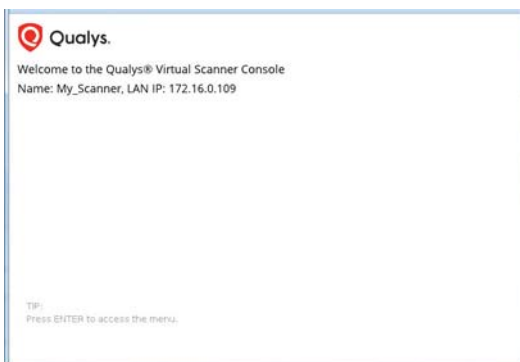 Qualys.
Welcome to the Qualys® Virtual Scanner Console
Name: My_Scanner, LAN IP: 172.16.0.109
TIP:
Press ENTER to access the menu.